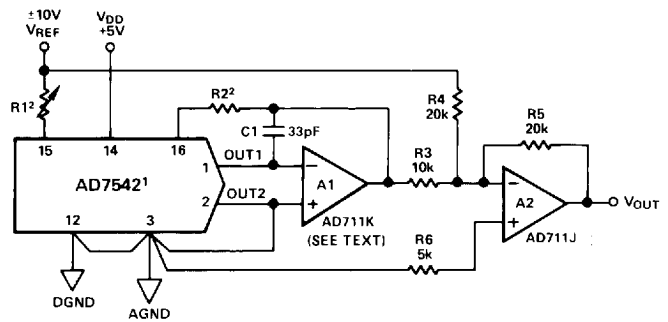 ±10V
VREF
VDD
+5V
R1²
R2²
R4
20k
R5
20k
C1
33pF
15
14
16
1
OUT1
R3
10k
AD7542¹
A1
A2
VOUT
2
OUT2
12
3
AD711K
(SEE TEXT)
AD711J
R6
5k
DGND
AGND